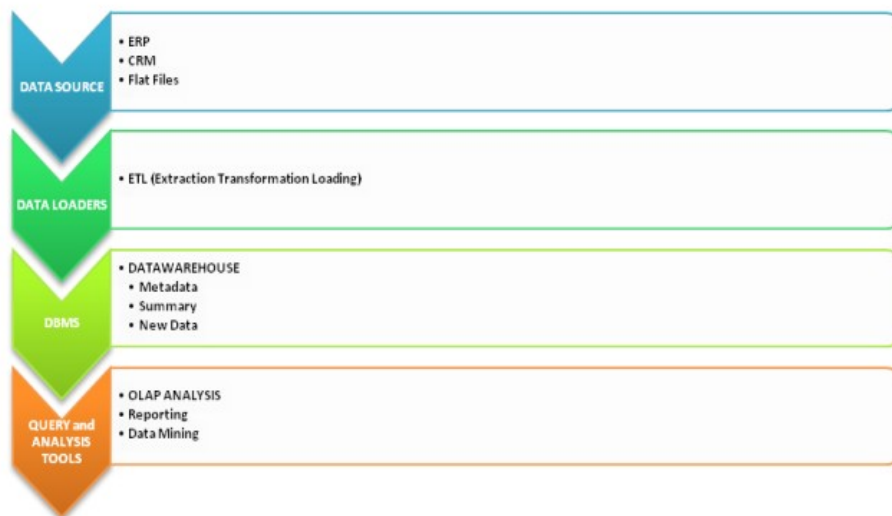 DATA SOURCE
• ERP
• CRM
• Flat Files
DATA LOADERS
• ETL (Extraction Transformation Loading)
DBMS
• DATAWAREHOUSE
• Metadata
• Summary
• New Data
QUERY and
ANALYSIS
TOOLS
• OLAP ANALYSIS
• Reporting
• Data Mining